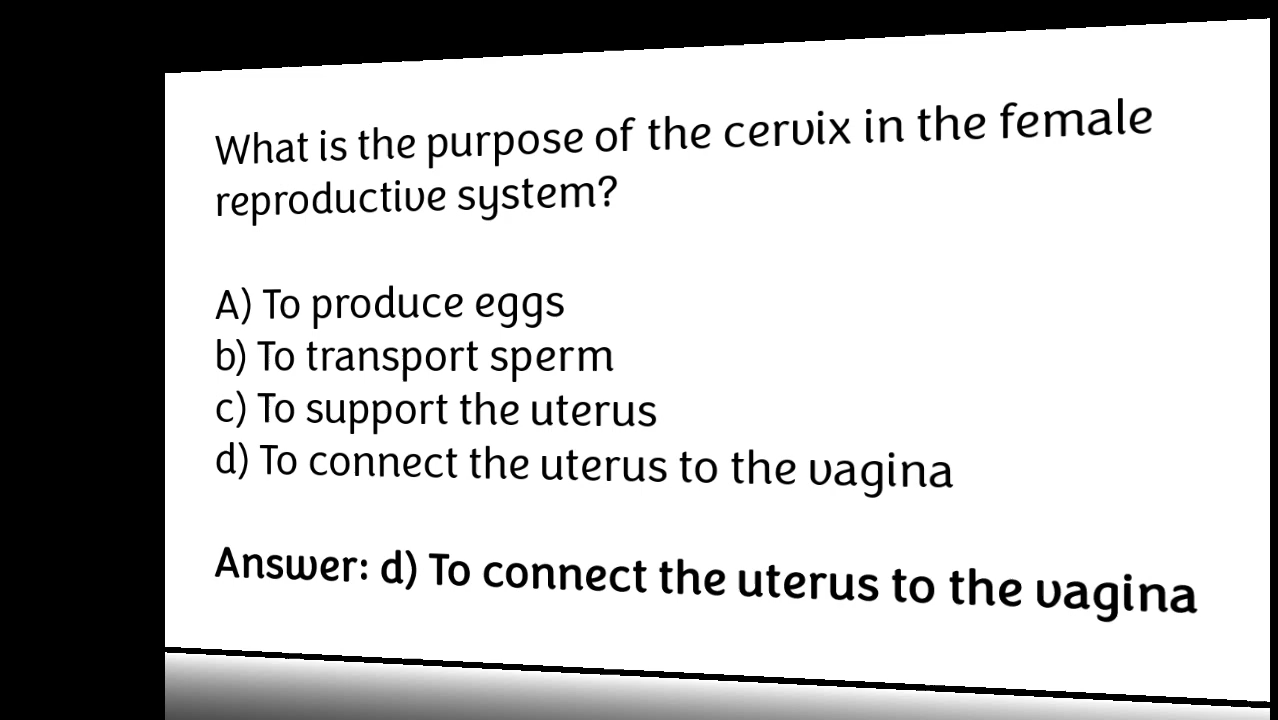 What is the purpose of the cervix in the female
reproductive system?
A) To produce eggs
b) To transport sperm
c) To support the uterus
d) To connect the uterus to the vagina
Answer: d) To connect the uterus to the vagina